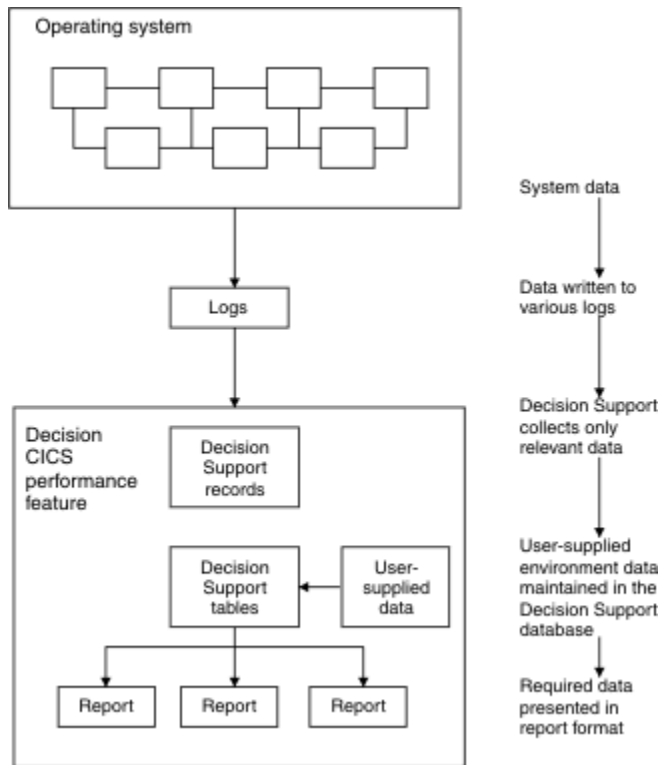 Operating system
System data
Logs
Data written to
various logs
Decision
CICS
performance
feature
Decision
Support
records
Decision Support
collects only
relevant data
Decision
Support
tables
User-
supplied
data
User-supplied
environment data
maintained in the
Decision Support
database
Report
Report
Report
Required data
presented in
report format